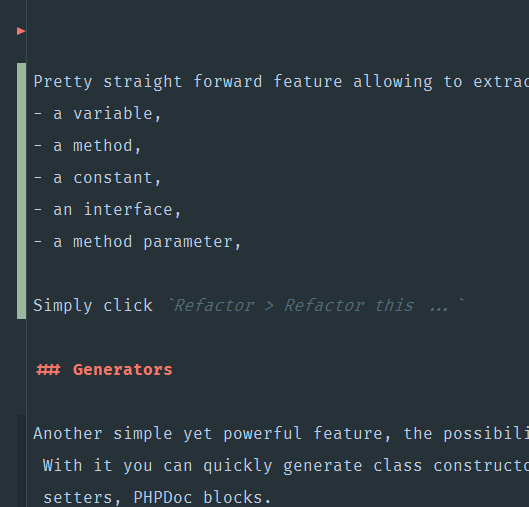 Pretty straight forward feature allowing to extrac
- a variable,
- a method,
- a constant,
- an interface,
- a method parameter,
Simply click `Refactor > Refactor this ...`
## Generators
Another simple yet powerful feature, the possibili
With it you can quickly generate class constructo
setters, PHPDoc blocks.